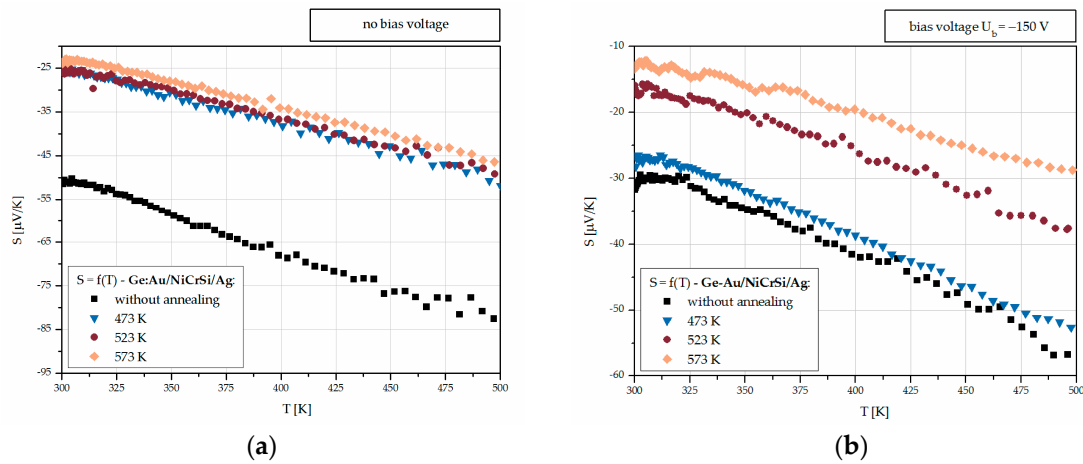 no bias voltage
-25
-35
-45
-55
-65
-75
-85
-95
S [µV/K]
S = f(T) - Ge:Au/NiCrSi/Ag:
without annealing
473 K
523 K
573 K
300 325 350 375 400 425 450 475 500
T [K]
(a)
bias voltage Ub = −150 V
-10
-20
-30
-40
-50
-60
S [µV/K]
S = f(T) - Ge-Au/NiCrSi/Ag:
without annealing
473 K
523 K
573 K
300 325 350 375 400 425 450 475 500
T [K]
(b)